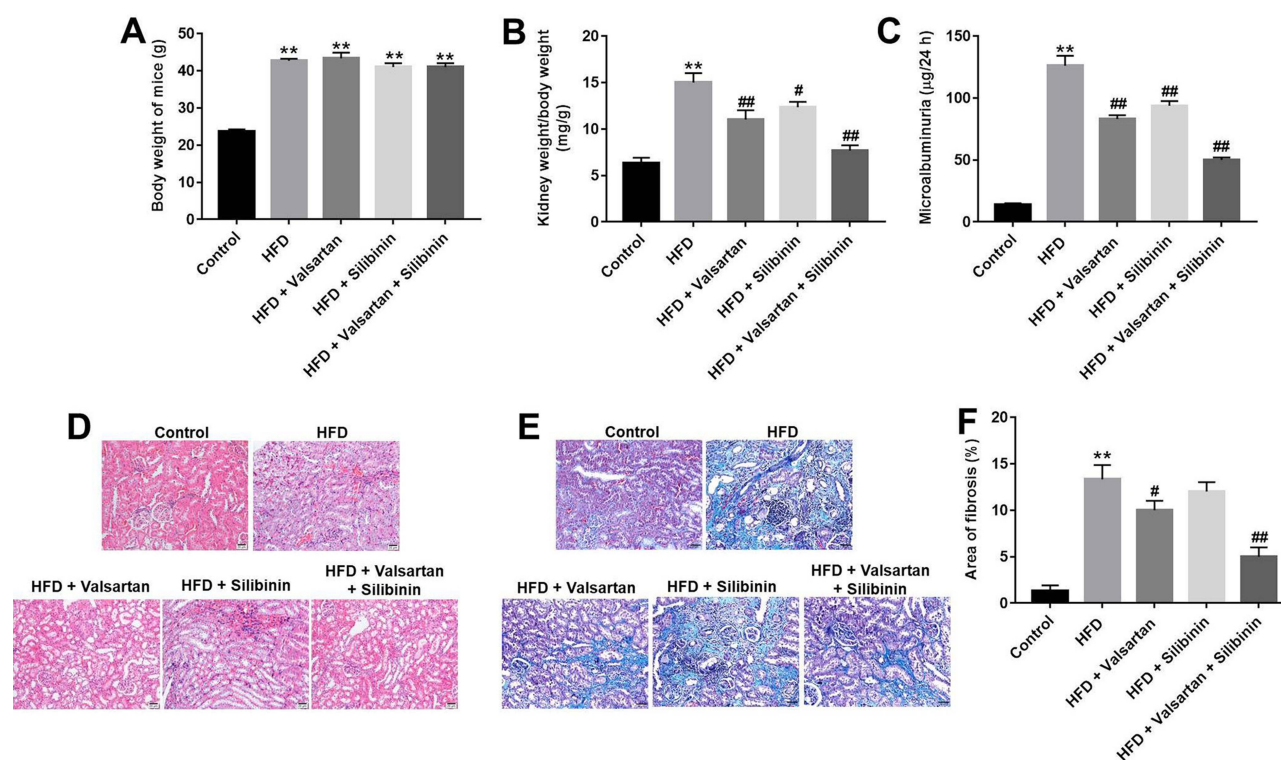 A
Body weight of mice (g)
50
40
30
20
10
0
**
**
**
**
Control
HFD
HFD + Valsartan
HFD + Silibinin
HFD + Valsartan + Silibinin
B
Kidney weight/body weight
(mg/g)
20
15
10
5
0
**
##
#
##
Control
HFD
HFD + Valsartan
HFD + Silibinin
HFD + Valsartan + Silibinin
C
Microalbuminuria (μg/24 h)
150
100
50
0
**
##
##
##
Control
HFD
HFD + Valsartan
HFD + Silibinin
HFD + Valsartan + Silibinin
D
Control
HFD
HFD + Valsartan
HFD + Silibinin
HFD + Valsartan
+ Silibinin
E
Control
HFD
HFD + Valsartan
HFD + Silibinin
HFD + Valsartan
+ Silibinin
F
Area of fibrosis (%)
20
15
10
5
0
**
#
##
Control
HFD
HFD + Valsartan
HFD + Silibinin
HFD + Valsartan + Silibinin